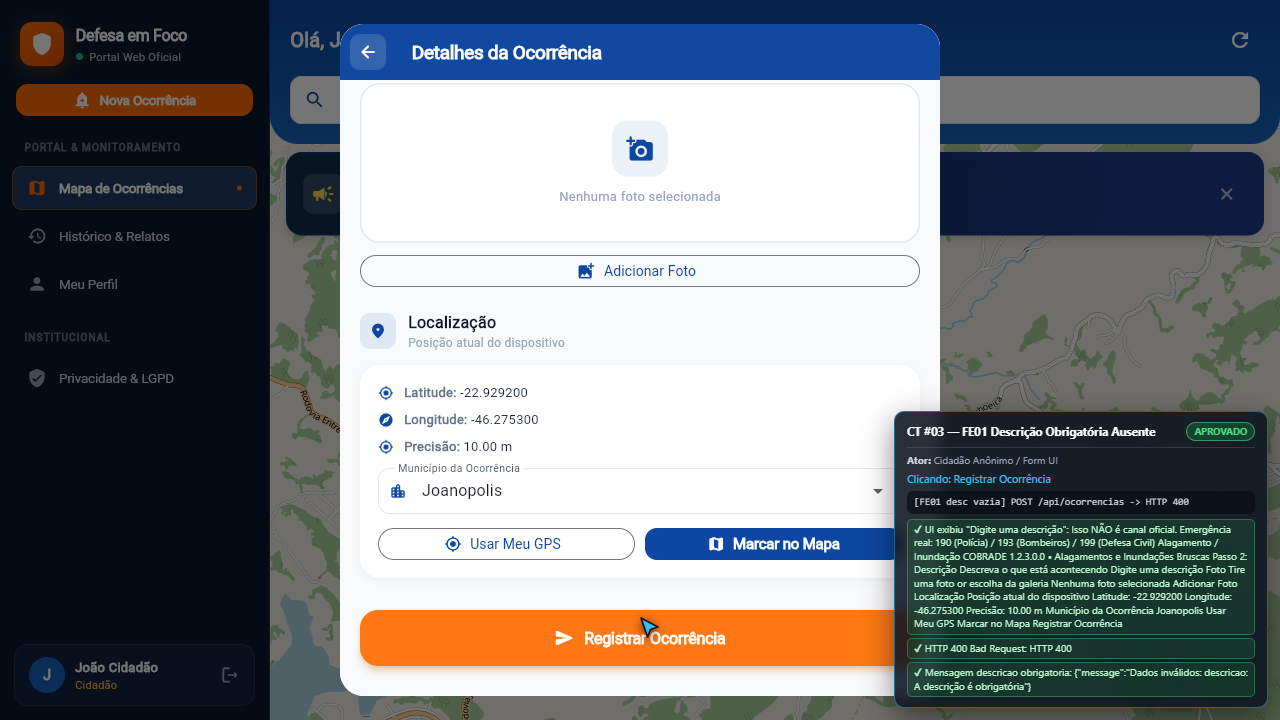 Defesa em Foco
Portal Web Oficial
Nova Ocorrência
PORTAL & MONITORAMENTO
Mapa de Ocorrências
Histórico & Relatos
Meu Perfil
INSTITUCIONAL
Privacidade & LGPD
João Cidadão
Cidadão
J
Olá, J
Detalhes da Ocorrência
Nenhuma foto selecionada
Adicionar Foto
Localização
Posição atual do dispositivo
Latitude: -22.929200
Longitude: -46.275300
Precisão: 10.00 m
Município da Ocorrência
Joanopolis
Usar Meu GPS
Marcar no Mapa
Registrar Ocorrência
CT #03 — FE01 Descrição Obrigatória Ausente
APROVADO
Ator: Cidadão Anônimo / Form UI
Clicando: Registrar Ocorrência
[FE01 desc vazia] POST /api/ocorrencias -> HTTP 400
✓ UI exibiu "Digite uma descrição": Isso NÃO é canal oficial. Emergência
real: 190 (Polícia) / 193 (Bombeiros) / 199 (Defesa Civil) Alagamento /
Inundação COBRADE 1.2.3.0.0 • Alagamentos e Inundações Bruscas Passo 2:
Descrição Descreva o que está acontecendo Digite uma descrição Foto Tire
uma foto or escolha da galeria Nenhuma foto selecionada Adicionar Foto
Localização Posição atual do dispositivo Latitude: -22.929200 Longitude:
-46.275300 Precisão: 10.00 m Município da Ocorrência Joanopolis Usar
Meu GPS Marcar no Mapa Registrar Ocorrência
✓ HTTP 400 Bad Request: HTTP 400
✓ Mensagem descricao obrigatoria: {"message":"Dados inválidos: descricao:
A descrição é obrigatória"}